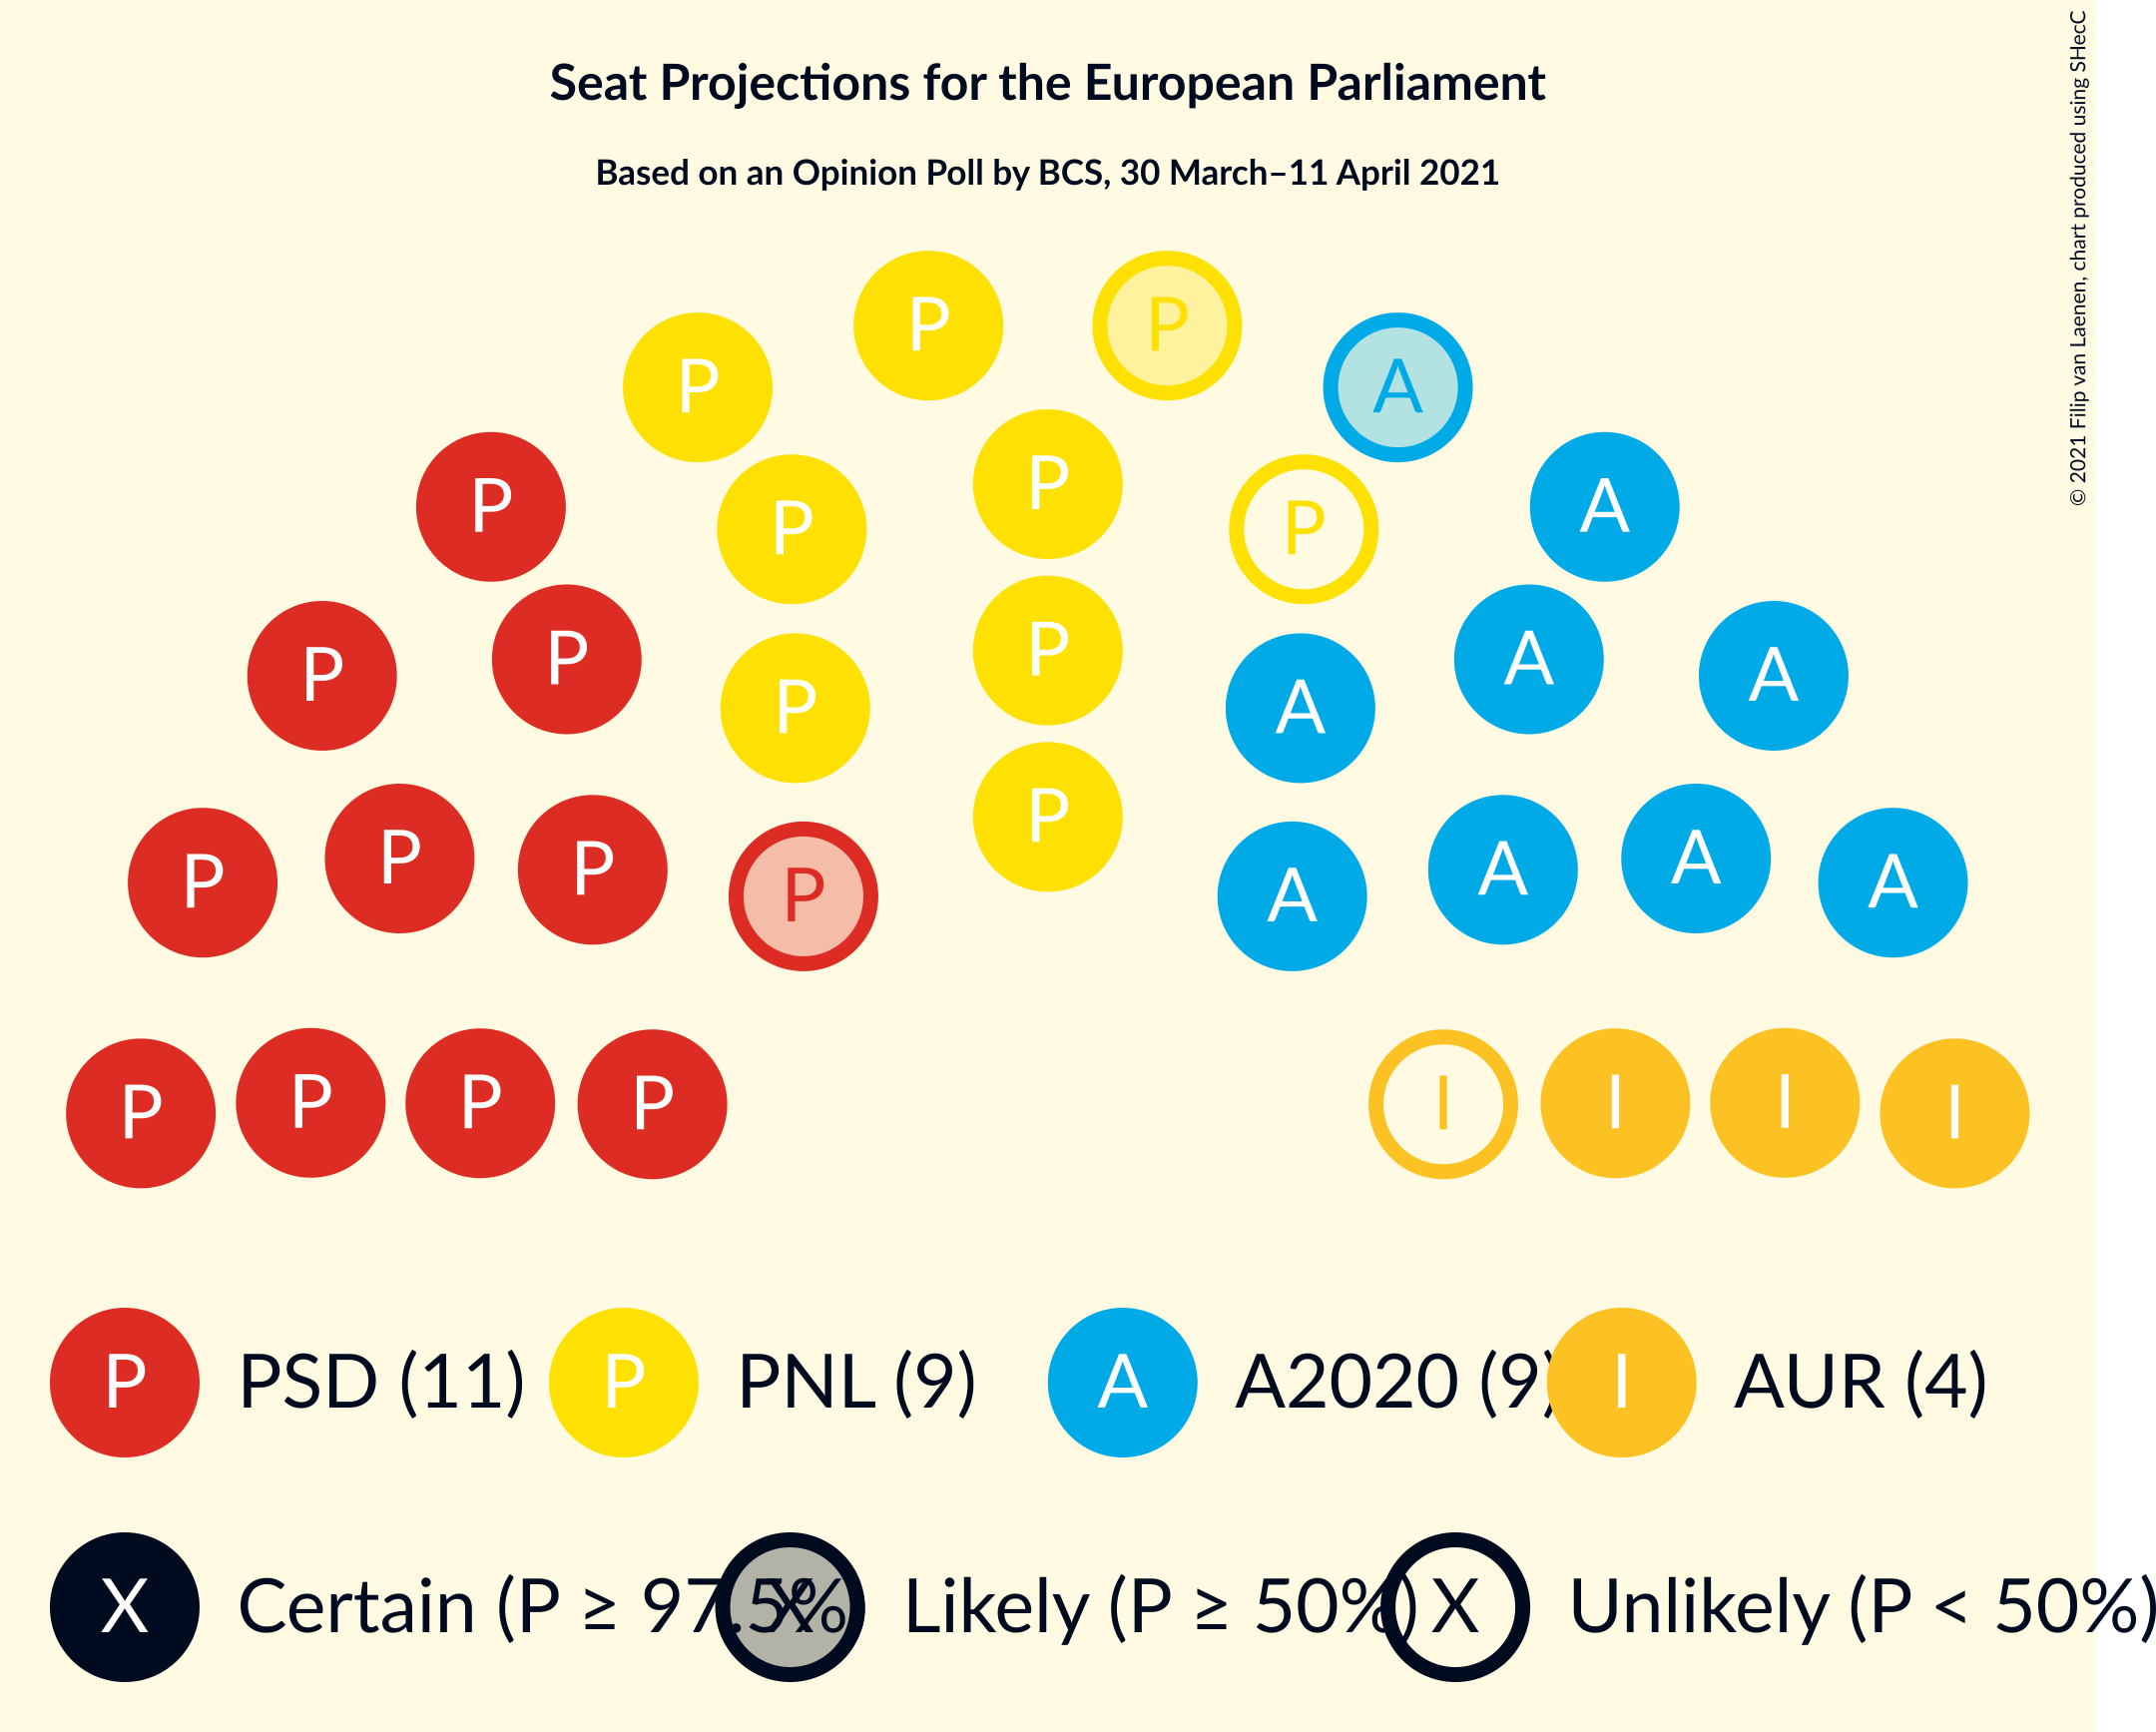 Seat Projections for the European Parliament
Based on an Opinion Poll by BCS, 30 March–11 April 2021
© 2021 Filip van Laenen, chart produced using SHecC
P P
P A
P
P A
P P
P P
P A
P
P A A
P
P A
P
P P A A
P P A A
P P P P I I I I
P PSD (11) P PNL (9) A A2020 (9) I AUR (4)
X Certain (P ≥ 97.5% X Likely (P ≥ 50%) X Unlikely (P < 50%)